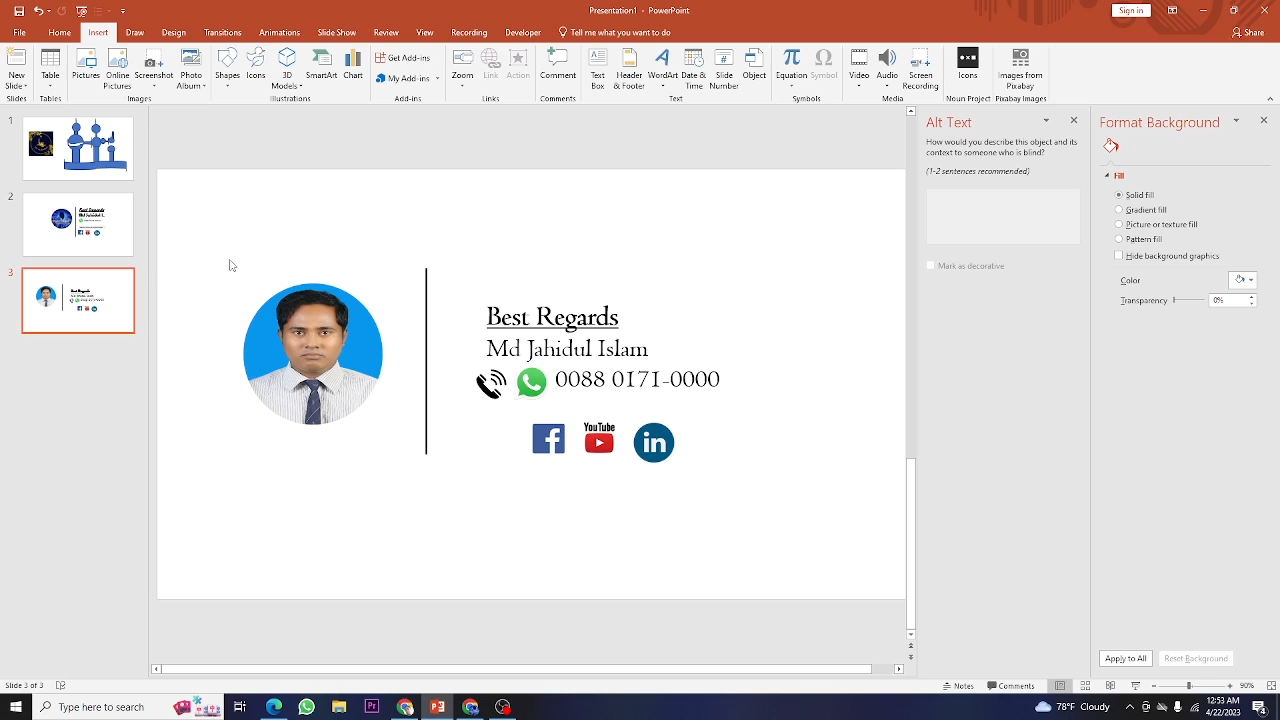 Presentation1 - PowerPoint
Sign in
File Home Insert Draw Design Transitions Animations Slide Show Review View Recording Developer Tell me what you want to do
Share
New Slide
Table
Pictures
Online Pictures
Screenshot
Photo Album
Shapes
Icons
3D Models
SmartArt
Chart
Get Add-ins
My Add-ins
Zoom
Link
Action
Comment
Text Box
Header & Footer
WordArt
Date & Time
Slide Number
Object
Equation
Symbol
Video
Audio
Screen Recording
Icons
Images from Pixabay
Slides Tables Images Illustrations Add-ins Links Comments Text Symbols Media Noun Project Pixabay Images
1
2
Best Regards
Md Jahidul I..
3
Best Regards
Md Jahidul Islam
0088 0171-0000
YouTube
in
Alt Text
How would you describe this object and its
context to someone who is blind?
(1-2 sentences recommended)
Mark as decorative
Format Background
Fill
Solid fill
Gradient fill
Picture or texture fill
Pattern fill
Hide background graphics
Color
Transparency 0%
Apply to All Reset Background
Slide 3 of 3
Notes Comments 90%
Type here to search
78°F Cloudy
12:53 AM
4/22/2023